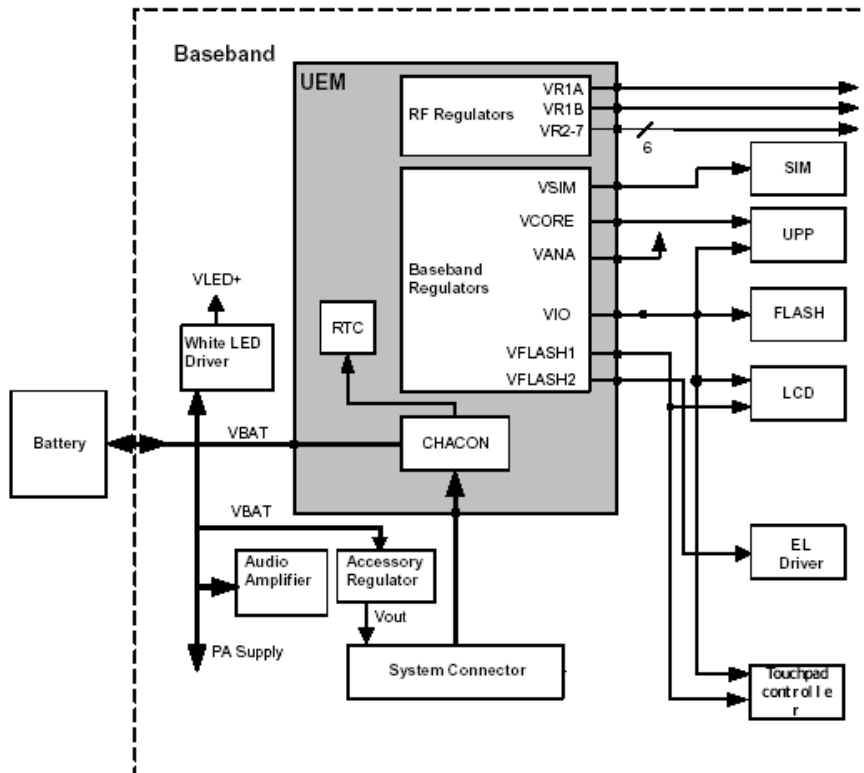 Baseband
UEM
RF Regulators
VR1A
VR1B
VR2-7
6
SIM
VSIM
VCORE
UPP
VANA
Baseband
Regulators
VLED+
RTC
VIO
FLASH
White LED
Driver
VFLASH1
VFLASH2
LCD
Battery
VBAT
CHACON
VBAT
Audio
Amplifier
Accessory
Regulator
EL
Driver
Vout
PA Supply
System Connector
Touchpad
controlle
r